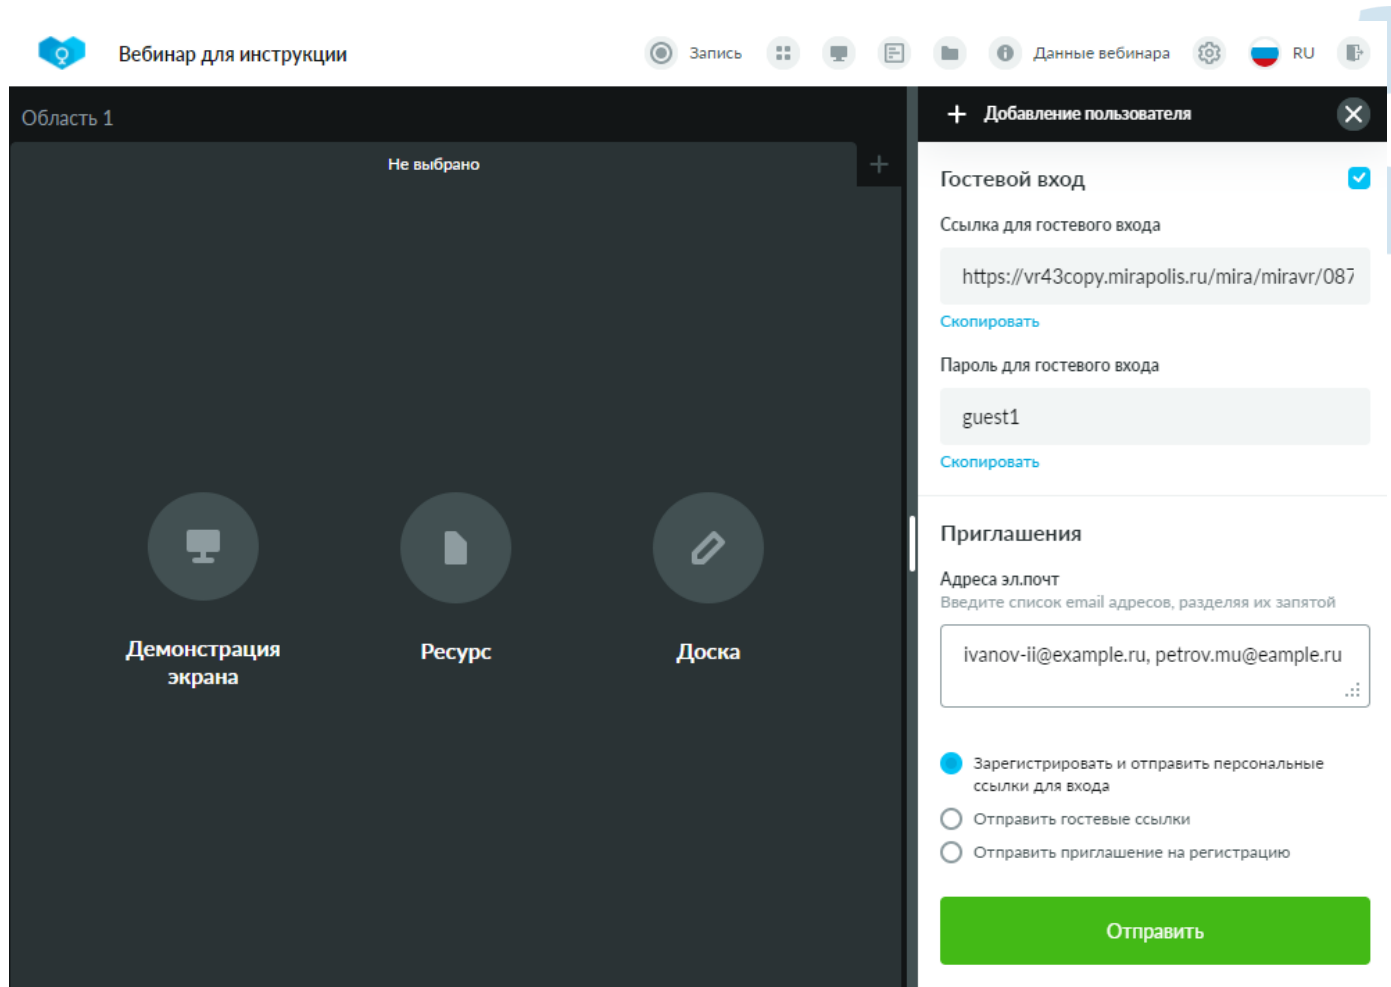 Вебинар для инструкции
Запись
Данные вебинара
RU
Область 1
Не выбрано
Демонстрация
экрана
Ресурс
Доска
Добавление пользователя
Гостевой вход
Ссылка для гостевого входа
https://vr43copy.mirapolis.ru/mira/miravr/087
Скопировать
Пароль для гостевого входа
guest1
Скопировать
Приглашения
Адреса эл.почт
Введите список email адресов, разделяя их запятой
ivanov-ii@example.ru, petrov.mu@eample.ru
Зарегистрировать и отправить персональные
ссылки для входа
Отправить гостевые ссылки
Отправить приглашение на регистрацию
Отправить